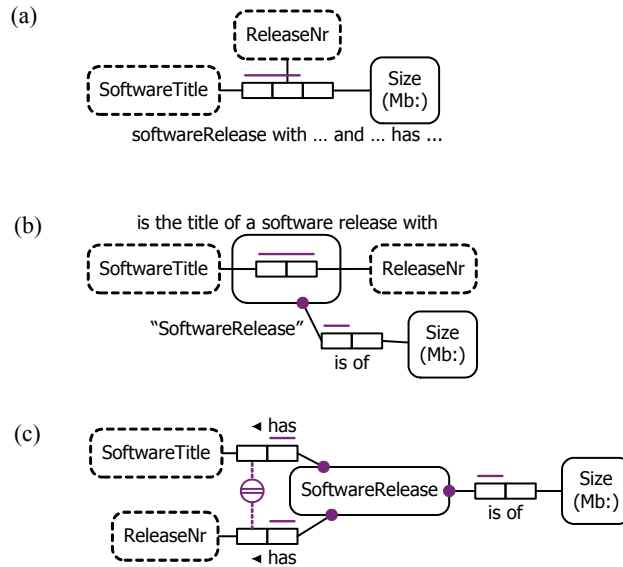 (a)
ReleaseNr
SoftwareTitle
Size
(Mb:)
softwareRelease with ... and ... has ...
(b)
is the title of a software release with
SoftwareTitle
ReleaseNr
“SoftwareRelease”
Size
(Mb:)
is of
(c)
◄ has
SoftwareTitle
SoftwareRelease
Size
(Mb:)
is of
ReleaseNr
◄ has